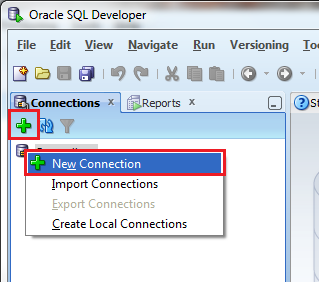 Oracle SQL Developer
File Edit View Navigate Run Versioning To
Connections x Reports x St
New Connection
Import Connections
Export Connections
Create Local Connections